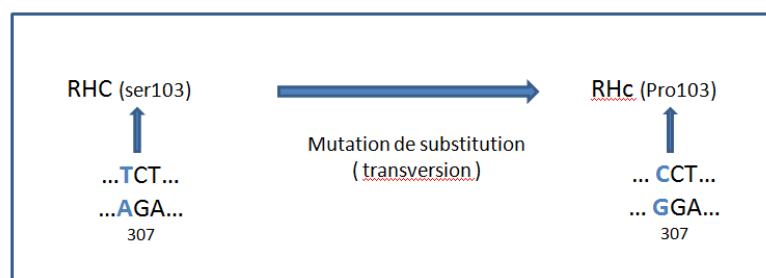 RHC (ser103)
RHc (Pro103)
Mutation de substitution
( transversion)
...TCT...
...AGA...
307
... CCT...
... GGA...
307